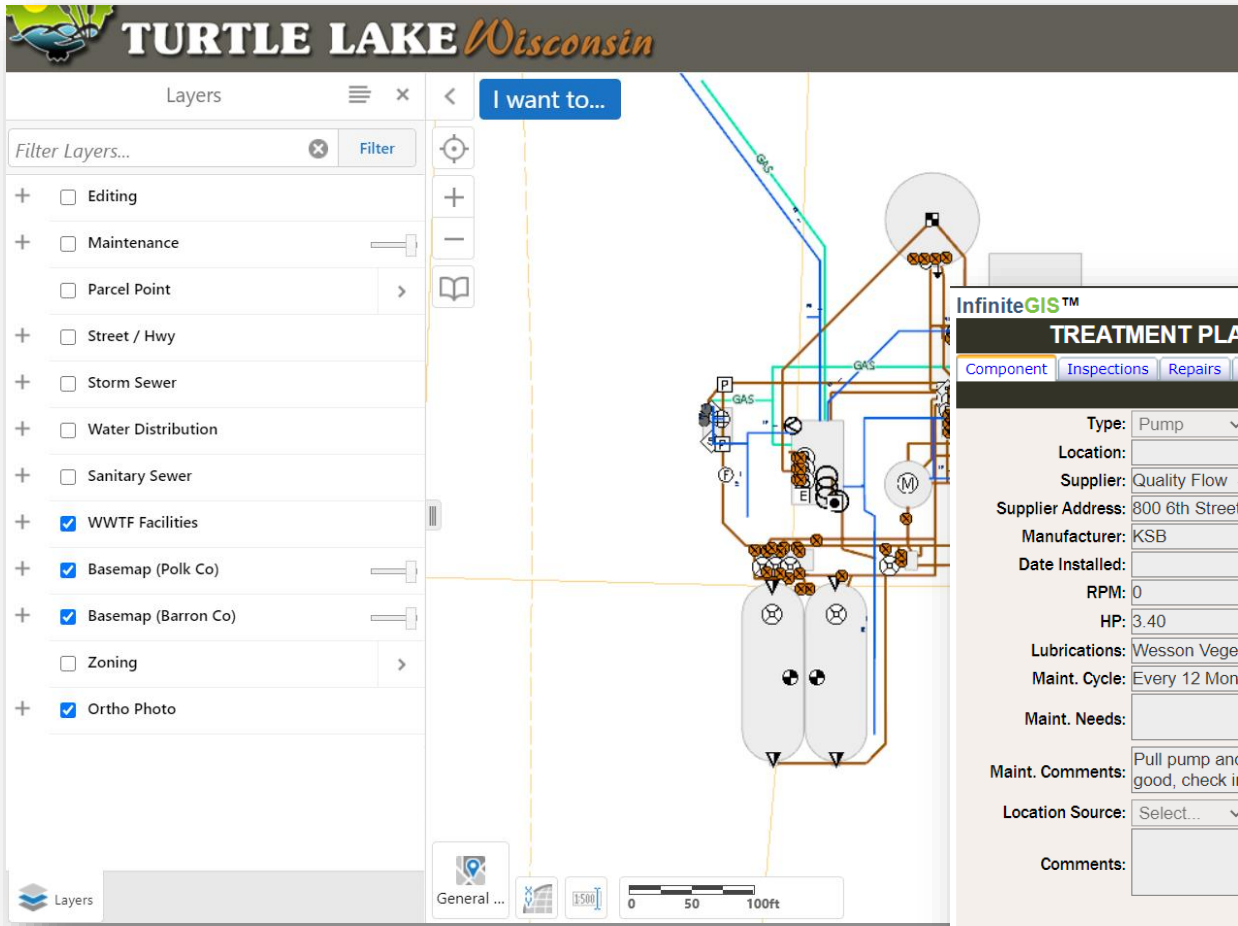 TURTLE LAKE Wisconsin
Layers
I want to...
Filter Layers...
Filter
Editing
Maintenance
Parcel Point
Street / Hwy
Storm Sewer
Water Distribution
Sanitary Sewer
WWTF Facilities
Basemap (Polk Co)
Basemap (Barron Co)
Zoning
Ortho Photo
Layers
General ...
1:500
0 50 100ft
GAS
GAS
GAS
P
P
F
E
M
InfiniteGIS™
TREATMENT PLA
Component Inspections Repairs
Type: Pump
Location:
Supplier: Quality Flow
Supplier Address: 800 6th Street
Manufacturer: KSB
Date Installed:
RPM: 0
HP: 3.40
Lubrications: Wesson Vege
Maint. Cycle: Every 12 Mon
Maint. Needs:
Maint. Comments: Pull pump and
good, check i
Location Source: Select...
Comments: